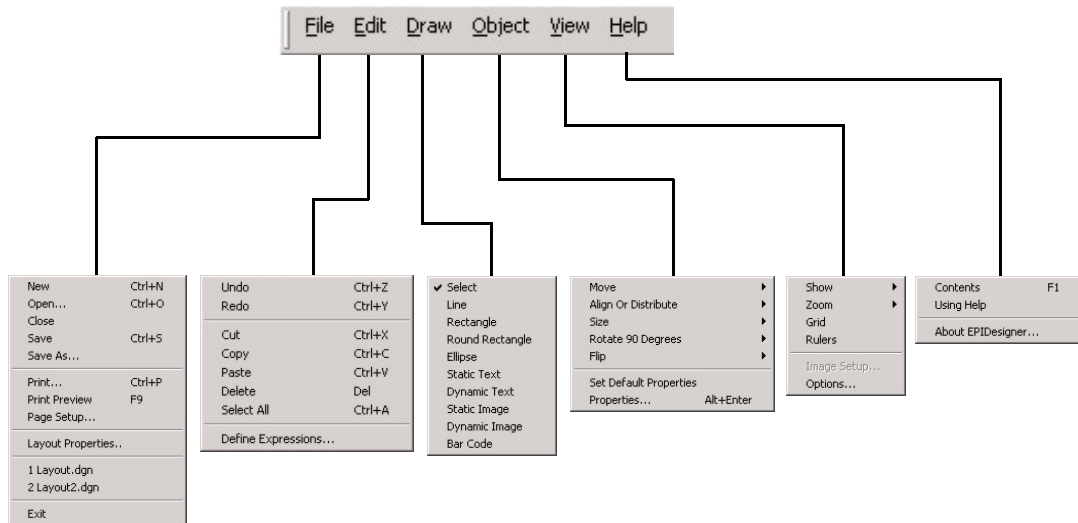 File Edit Draw Object View Help
New Ctrl+N
Open... Ctrl+O
Close
Save Ctrl+S
Save As...
Print... Ctrl+P
Print Preview F9
Page Setup...
Layout Properties..
1 Layout.dgn
2 Layout2.dgn
Exit
Undo Ctrl+Z
Redo Ctrl+Y
Cut Ctrl+X
Copy Ctrl+C
Paste Ctrl+V
Delete Del
Select All Ctrl+A
Define Expressions...
Select
Line
Rectangle
Round Rectangle
Ellipse
Static Text
Dynamic Text
Static Image
Dynamic Image
Bar Code
Move
Align Or Distribute
Size
Rotate 90 Degrees
Flip
Set Default Properties
Properties... Alt+Enter
Show
Zoom
Grid
Rulers
Image Setup...
Options...
Contents F1
Using Help
About EPIDesigner...